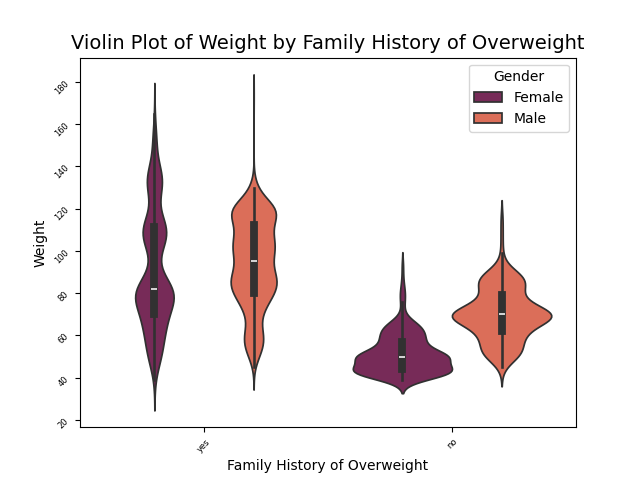 Violin Plot of Weight by Family History of Overweight
Gender
Female
Male
Weight
180
160
140
120
100
80
60
40
20
yes
no
Family History of Overweight